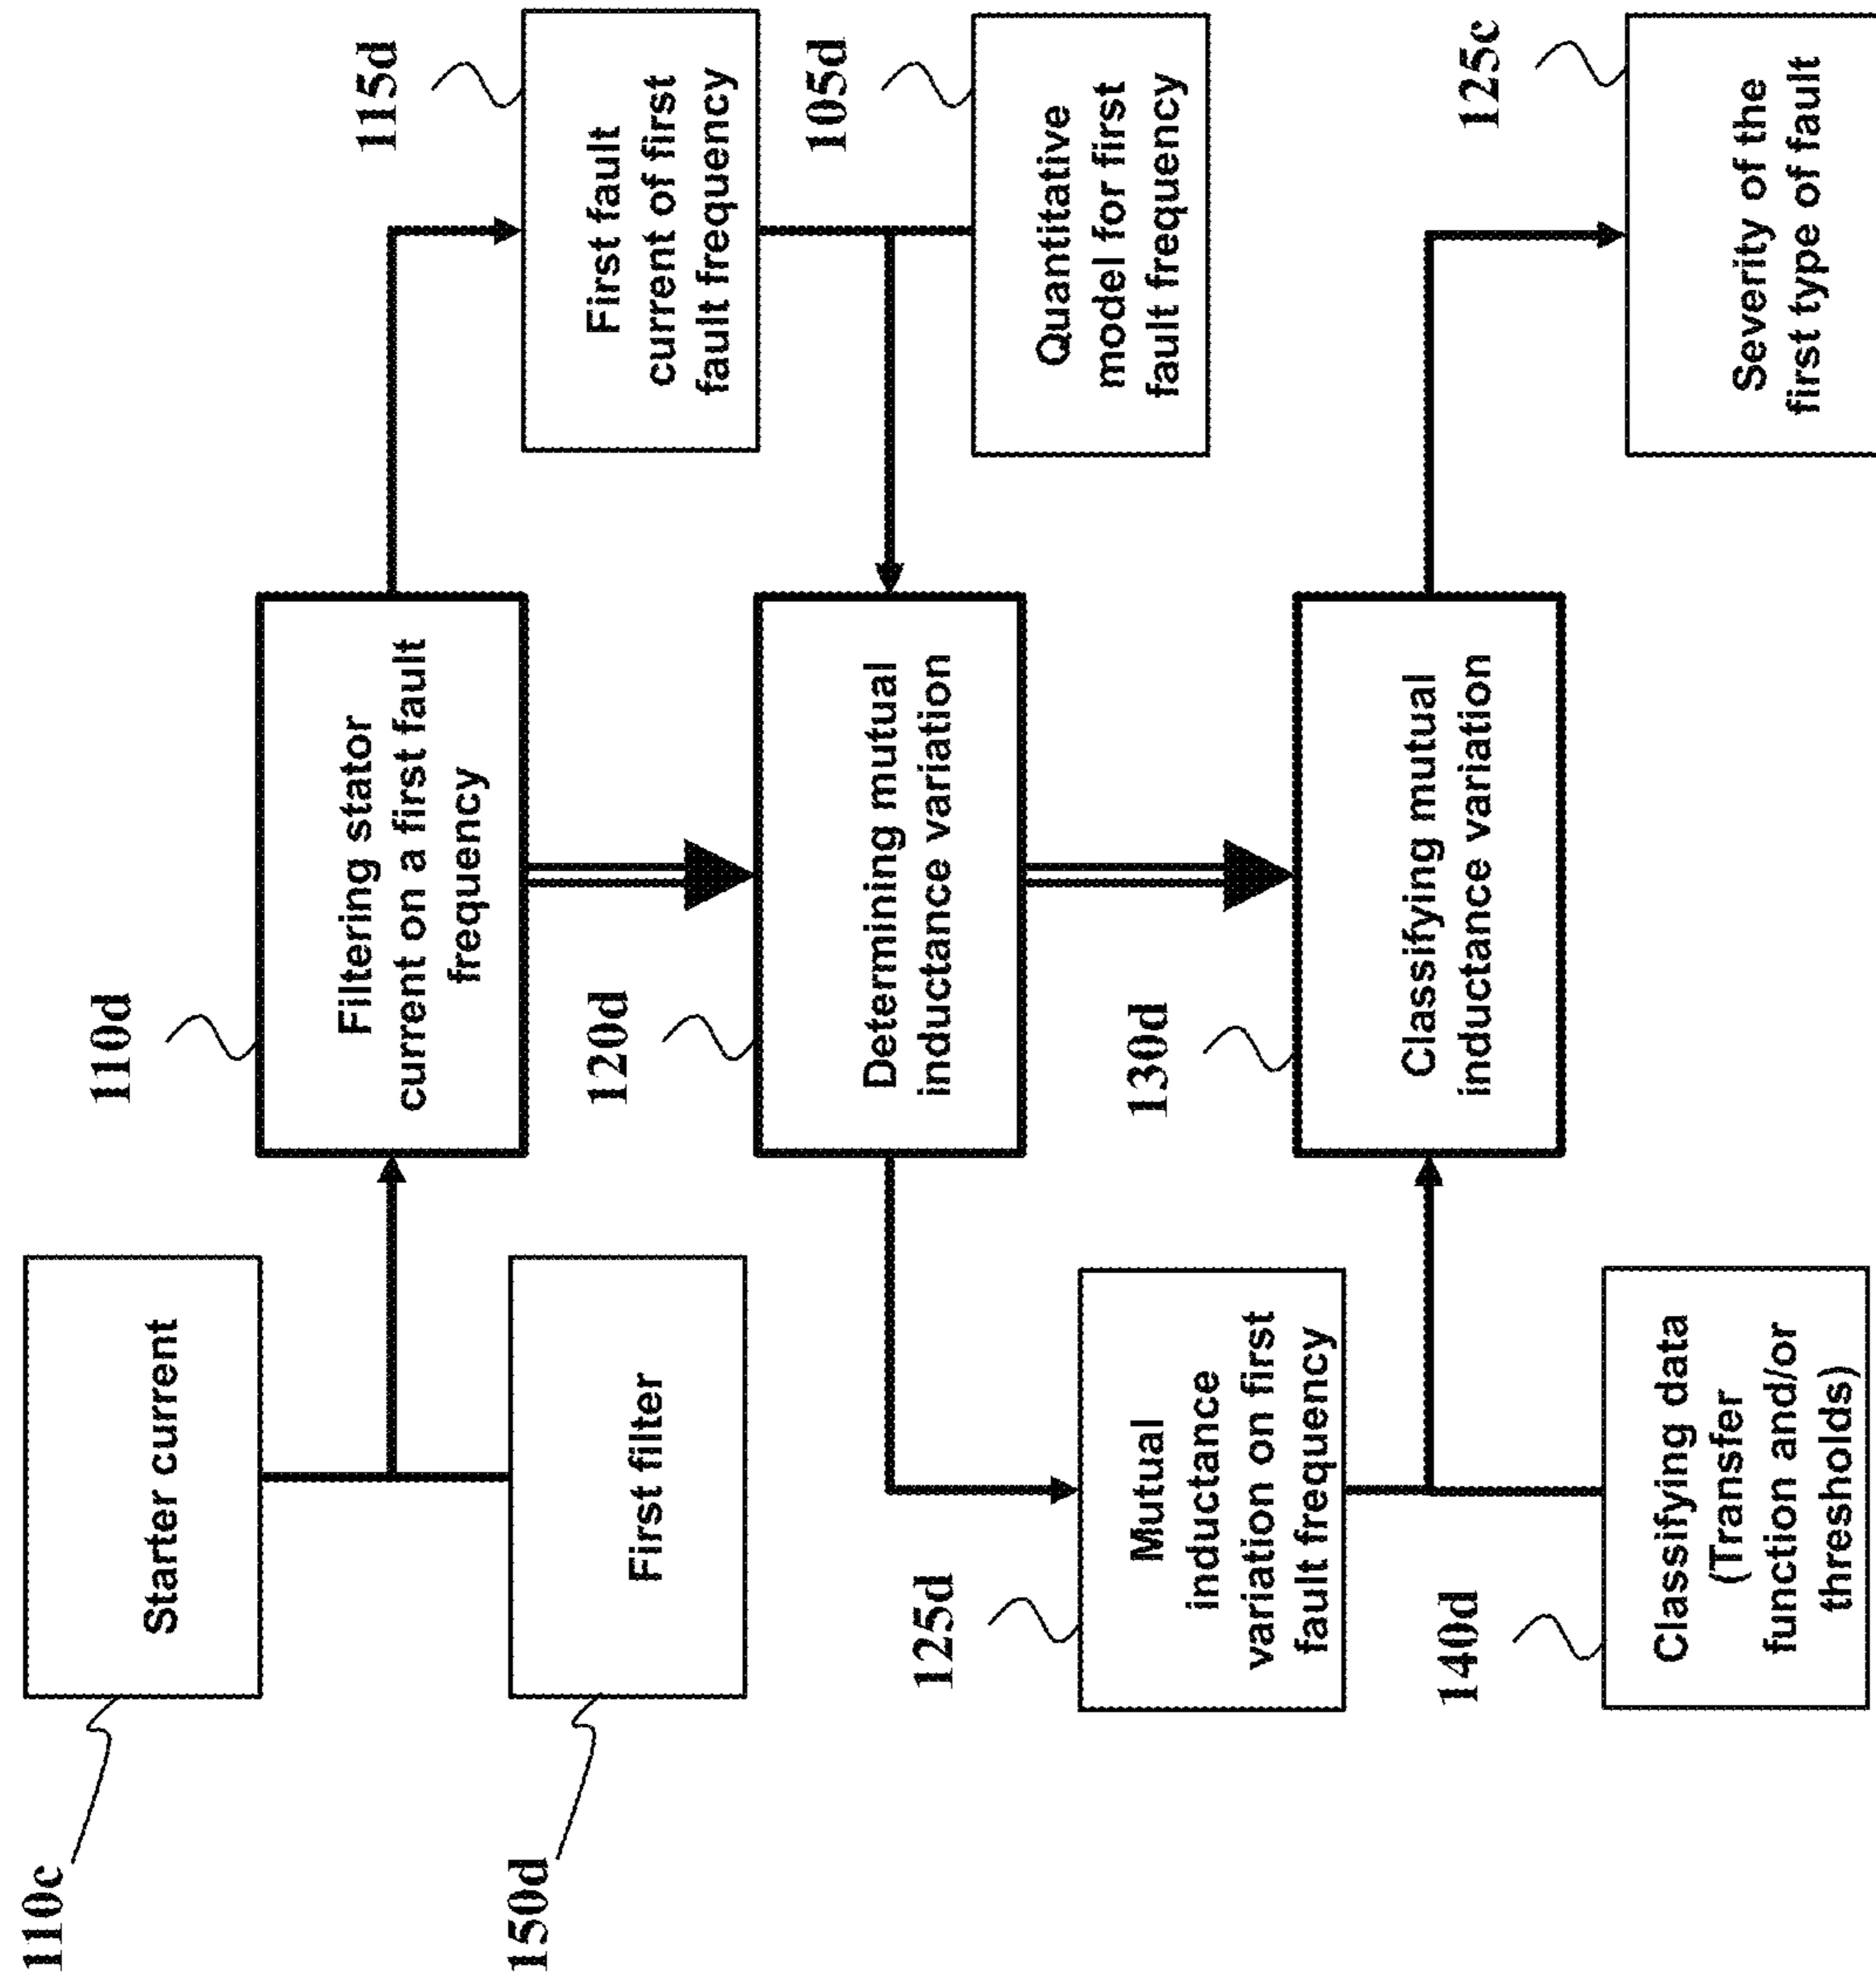 110c
Starter current
150d
First filter
110d
Filtering stator
current on a first fault
frequency
115d
First fault
current of first
fault frequency
105d
Quantitative
model for first
fault frequency
120d
Determining mutual
inductance variation
125d
Mutual
inductance
variation on first
fault frequency
140d
Classifying data
(Transfer
function and/or
thresholds)
130d
Classifying mutual
inductance variation
125c
Severity of the
first type of fault